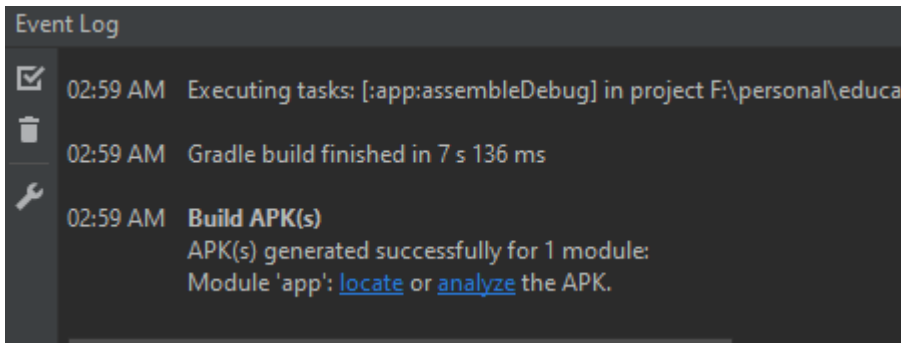 Event Log
02:59 AM Executing tasks: [:app:assembleDebug] in project F:\personal\educa
02:59 AM Gradle build finished in 7 s 136 ms
02:59 AM Build APK(s)
APK(s) generated successfully for 1 module:
Module 'app': locate or analyze the APK.